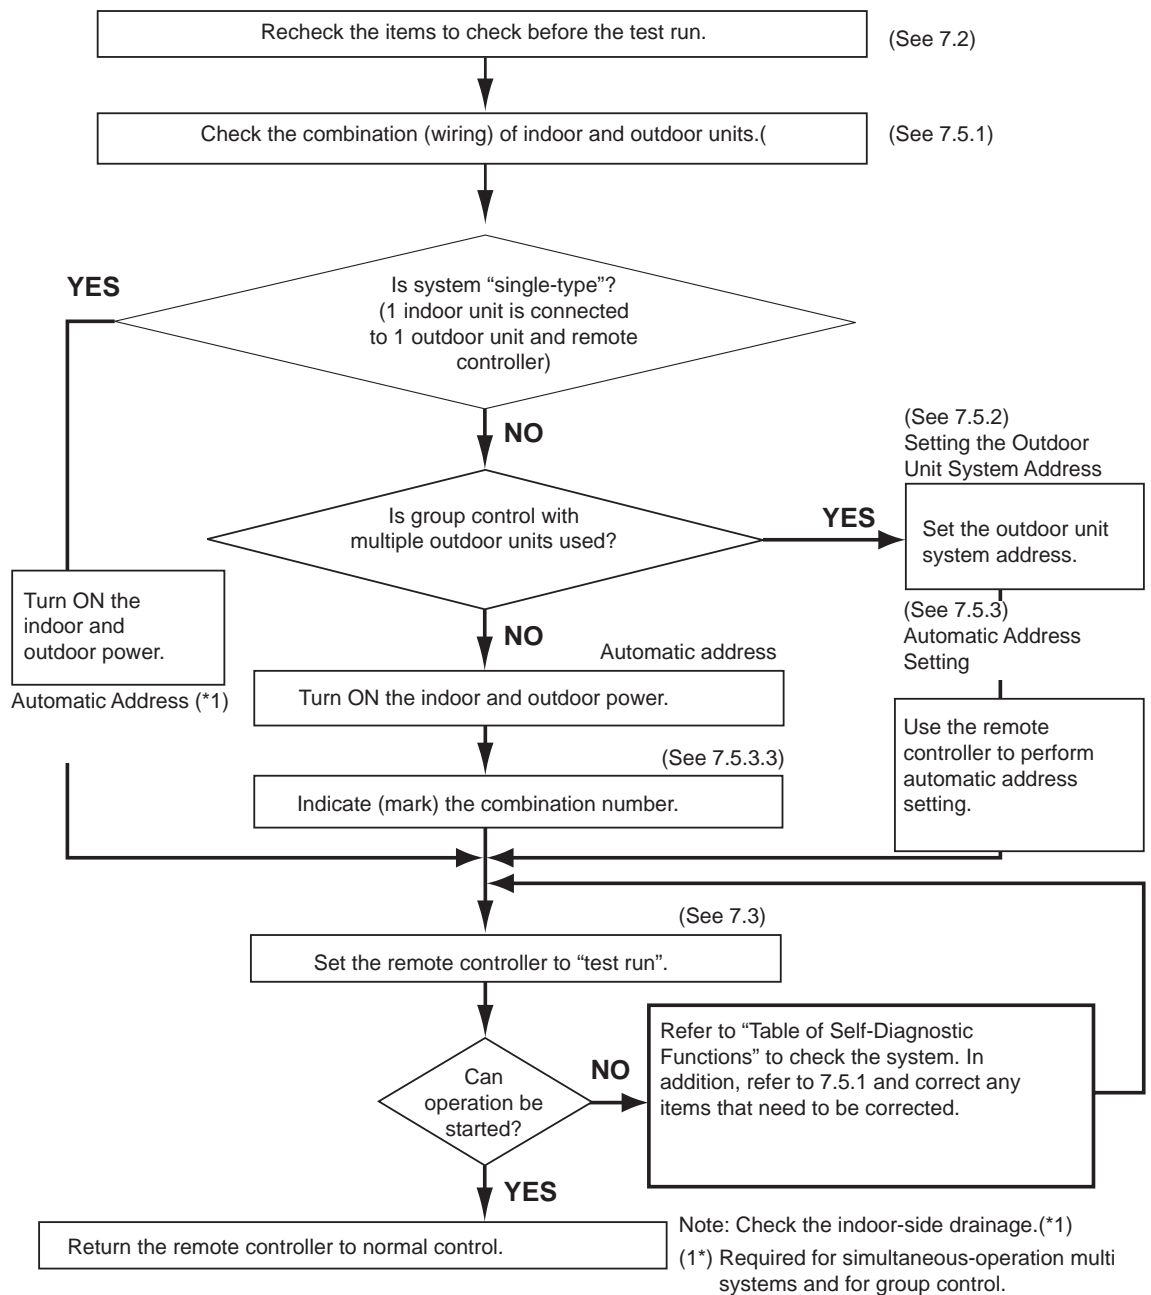 Recheck the items to check before the test run.
(See 7.2)
Check the combination (wiring) of indoor and outdoor units.(
(See 7.5.1)
YES
Is system “single-type”?
(1 indoor unit is connected
to 1 outdoor unit and remote
controller)
NO
(See 7.5.2)
Setting the Outdoor
Unit System Address
Is group control with
multiple outdoor units used?
YES
Set the outdoor unit
system address.
Turn ON the
indoor and
outdoor power.
Automatic Address (*1)
NO
(See 7.5.3)
Automatic Address
Setting
Automatic address
Turn ON the indoor and outdoor power.
Use the remote
controller to perform
automatic address
setting.
(See 7.5.3.3)
Indicate (mark) the combination number.
(See 7.3)
Set the remote controller to “test run”.
Can
operation be
started?
NO
Refer to “Table of Self-Diagnostic
Functions” to check the system. In
addition, refer to 7.5.1 and correct any
items that need to be corrected.
YES
Return the remote controller to normal control.
Note: Check the indoor-side drainage.(*1)
(1*) Required for simultaneous-operation multi
systems and for group control.